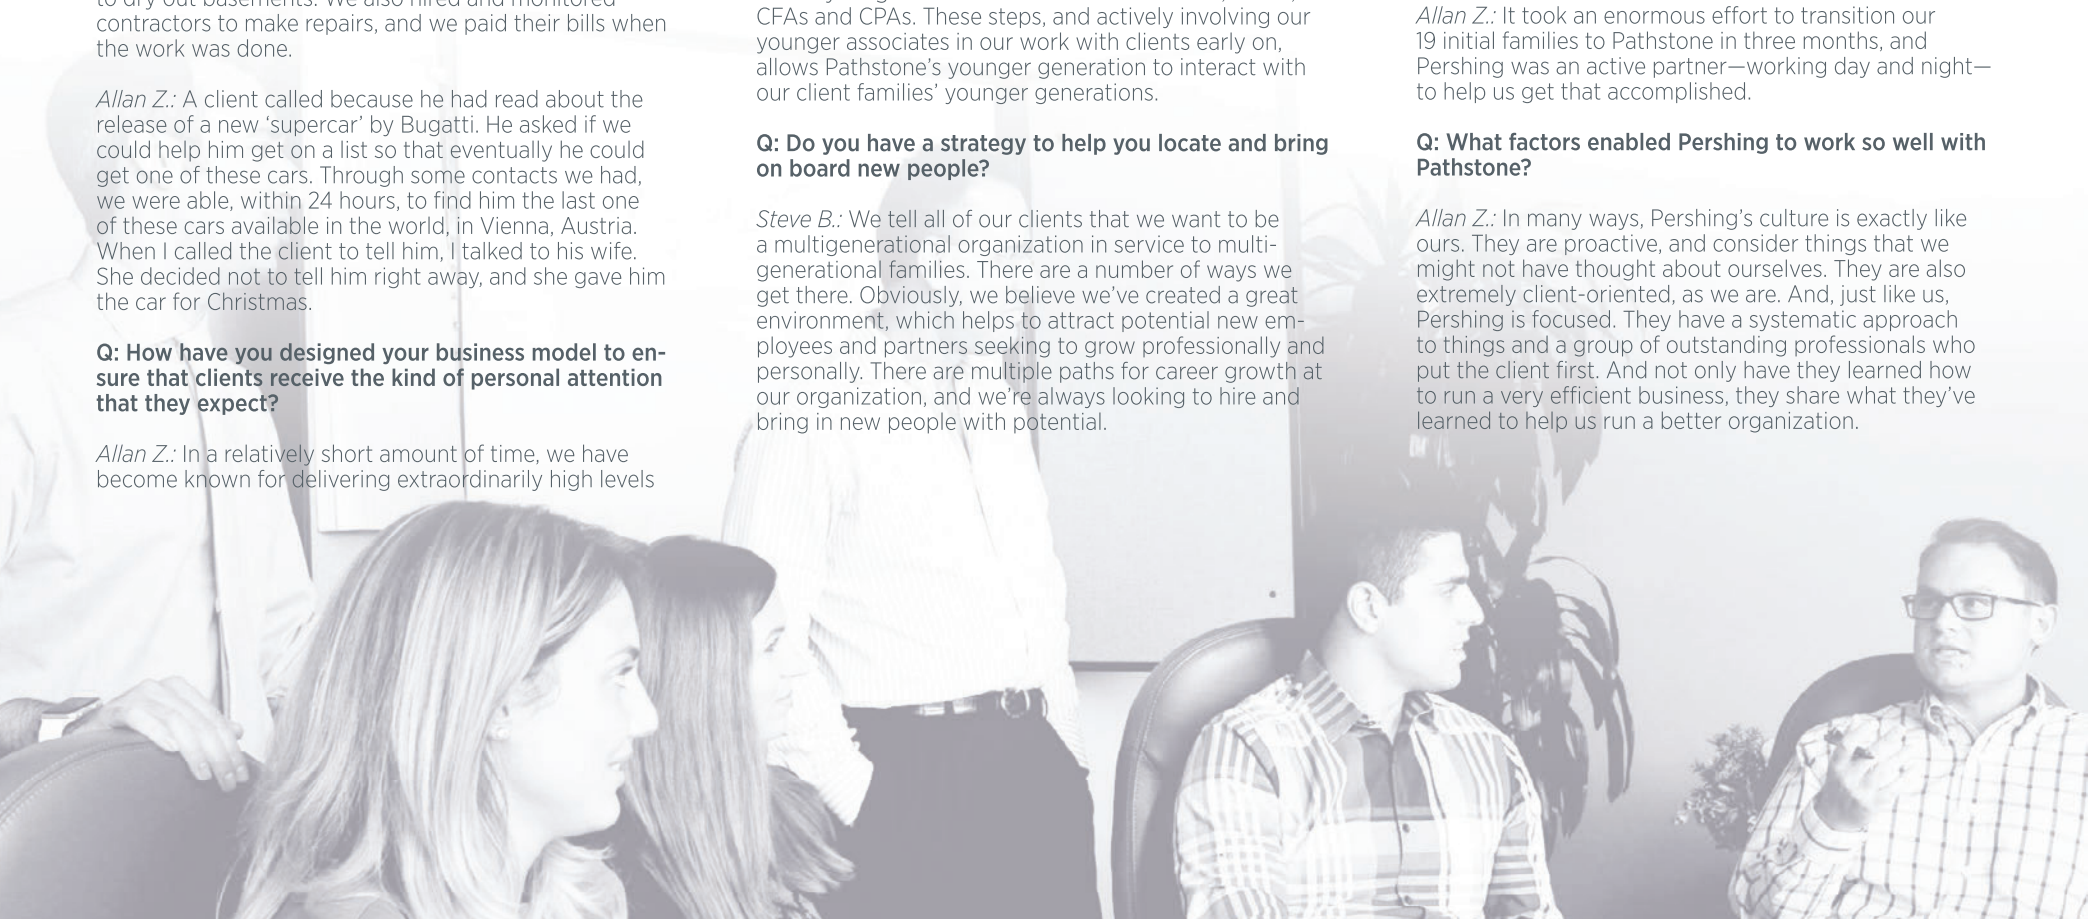 to dry out basements. We also hired and monitored
contractors to make repairs, and we paid their bills when
the work was done.
Allan Z.: A client called because he had read about the
release of a new ‘supercar’ by Bugatti. He asked if we
could help him get on a list so that eventually he could
get one of these cars. Through some contacts we had,
we were able, within 24 hours, to find him the last one
of these cars available in the world, in Vienna, Austria.
When I called the client to tell him, I talked to his wife.
She decided not to tell him right away, and she gave him
the car for Christmas.
Q: How have you designed your business model to en-
sure that clients receive the kind of personal attention
that they expect?
Allan Z.: In a relatively short amount of time, we have
become known for delivering extraordinarily high levels
CFAs and CPAs. These steps, and actively involving our
younger associates in our work with clients early on,
allows Pathstone’s younger generation to interact with
our client families’ younger generations.
Q: Do you have a strategy to help you locate and bring
on board new people?
Steve B.: We tell all of our clients that we want to be
a multigenerational organization in service to multi-
generational families. There are a number of ways we
get there. Obviously, we believe we’ve created a great
environment, which helps to attract potential new em-
ployees and partners seeking to grow professionally and
personally. There are multiple paths for career growth at
our organization, and we’re always looking to hire and
bring in new people with potential.
Allan Z.: It took an enormous effort to transition our
19 initial families to Pathstone in three months, and
Pershing was an active partner—working day and night—
to help us get that accomplished.
Q: What factors enabled Pershing to work so well with
Pathstone?
Allan Z.: In many ways, Pershing’s culture is exactly like
ours. They are proactive, and consider things that we
might not have thought about ourselves. They are also
extremely client-oriented, as we are. And, just like us,
Pershing is focused. They have a systematic approach
to things and a group of outstanding professionals who
put the client first. And not only have they learned how
to run a very efficient business, they share what they’ve
learned to help us run a better organization.